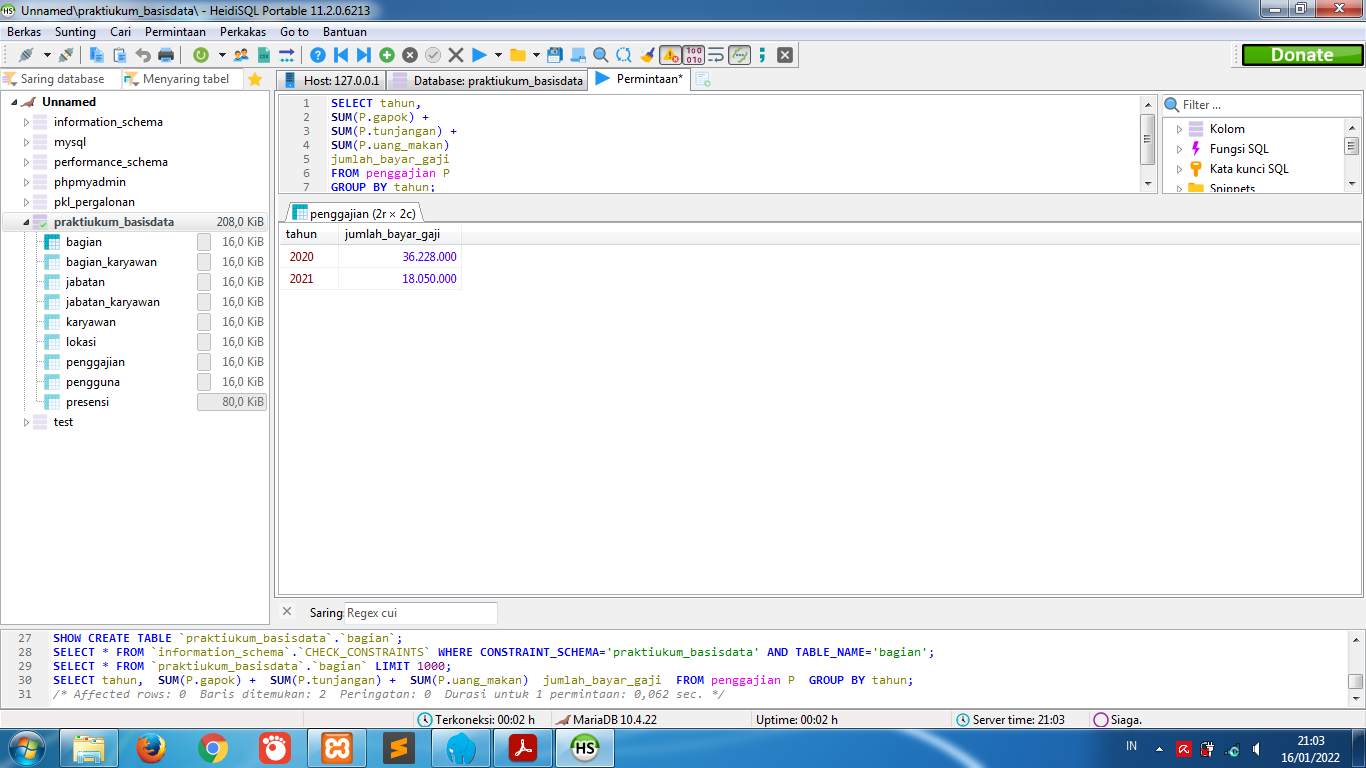 Unnamed\praktiukum_basisdata\ - HeidiSQL Portable 11.2.0.6213
Berkas Sunting Cari Permintaan Perkakas Go to Bantuan
Donate
Saring database Menyaring tabel Host: 127.0.0.1 Database: praktiukum_basisdata Permintaan*
Unnamed
information_schema
mysql
performance_schema
phpmyadmin
pkl_pergalonan
praktiukum_basisdata 208,0 KiB
bagian 16,0 KiB
bagian_karyawan 16,0 KiB
jabatan 16,0 KiB
jabatan_karyawan 16,0 KiB
karyawan 16,0 KiB
lokasi 16,0 KiB
penggajian 16,0 KiB
pengguna 16,0 KiB
presensi 80,0 KiB
test
1 SELECT tahun,
2 SUM(P.gapok) +
3 SUM(P.tunjangan) +
4 SUM(P.uang_makan)
5 jumlah_bayar_gaji
6 FROM penggajian P
7 GROUP BY tahun;
Filter ...
Kolom
Fungsi SQL
Kata kunci SQL
Snippets
penggajian (2r × 2c)
tahun jumlah_bayar_gaji
2020 36.228.000
2021 18.050.000
Saring: Regex cui
27 SHOW CREATE TABLE `praktiukum_basisdata`.`bagian`;
28 SELECT * FROM `information_schema`.`CHECK_CONSTRAINTS` WHERE CONSTRAINT_SCHEMA='praktiukum_basisdata' AND TABLE_NAME='bagian';
29 SELECT * FROM `praktiukum_basisdata`.`bagian` LIMIT 1000;
30 SELECT tahun,  SUM(P.gapok) +  SUM(P.tunjangan) +  SUM(P.uang_makan)  jumlah_bayar_gaji  FROM penggajian P  GROUP BY tahun;
31 /* Affected rows: 0  Baris ditemukan: 2  Peringatan: 0  Durasi untuk 1 permintaan: 0,062 sec. */
Terkoneksi: 00:02 h MariaDB 10.4.22 Uptime: 00:02 h Server time: 21:03 Siaga.
HS
IN
21:03
16/01/2022